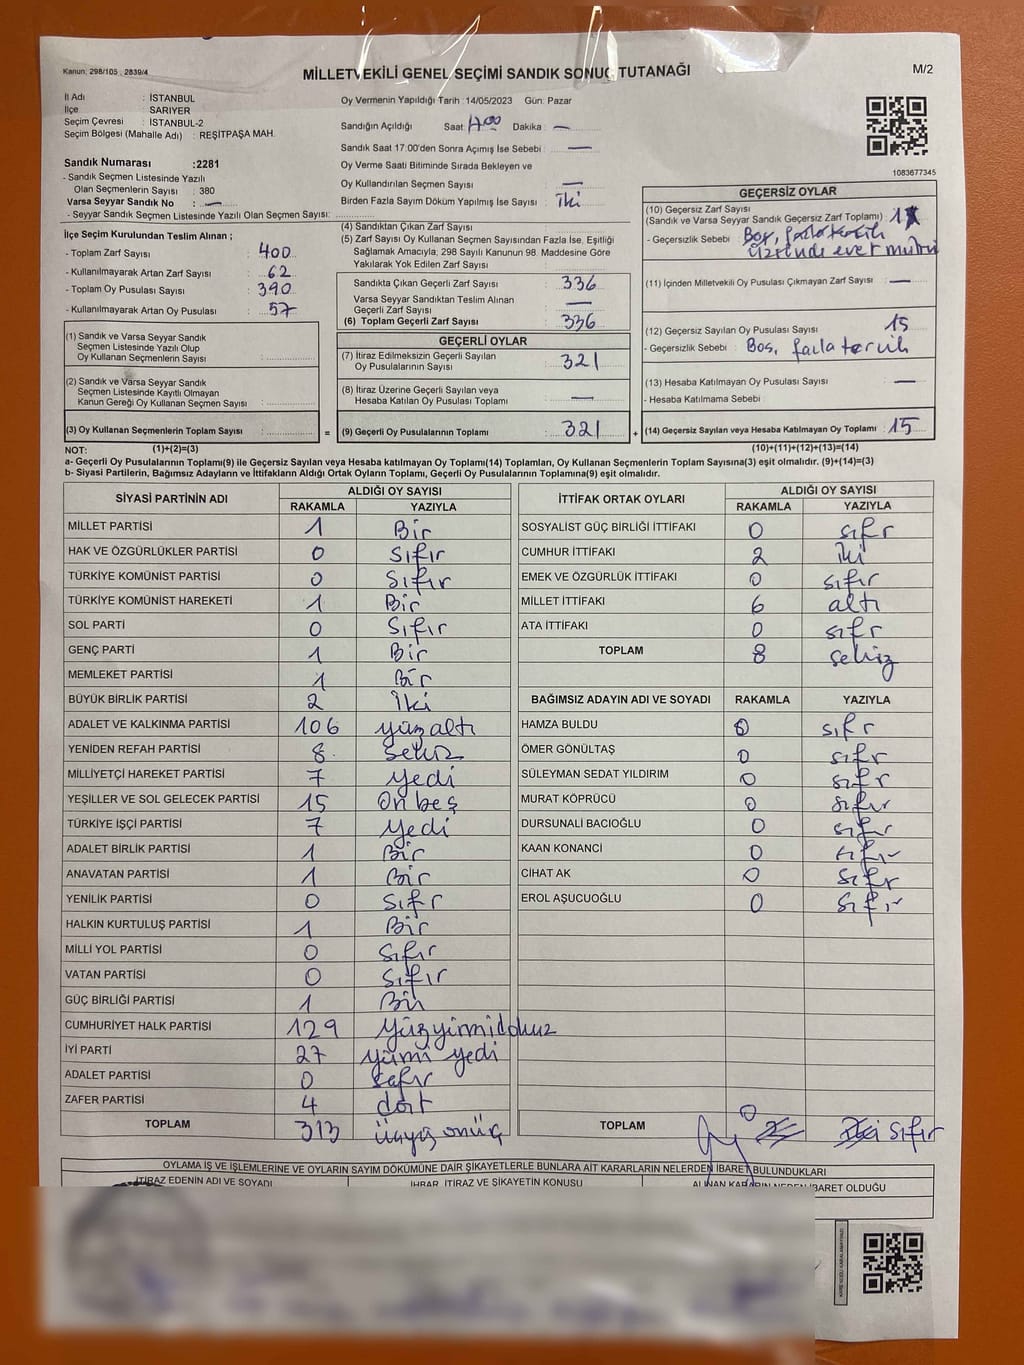 Kanun; 298/105 , 2839/4
MİLLETVEKİLİ GENEL SEÇİMİ SANDIK SONUÇ TUTANAĞI
M/2
İl Adı : İSTANBUL
İlçe : SARIYER
Seçim Çevresi : İSTANBUL-2
Seçim Bölgesi (Mahalle Adı) : REŞİTPAŞA MAH.
Sandık Numarası :2281
- Sandık Seçmen Listesinde Yazılı
Olan Seçmenlerin Sayısı : 380
Varsa Seyyar Sandık No : —
- Seyyar Sandık Seçmen Listesinde Yazılı Olan Seçmen Sayısı:
Oy Vermenin Yapıldığı Tarih :14/05/2023 Gün: Pazar
Sandığın Açıldığı Saat: Dakika : —
Sandık Saat 17:00'den Sonra Açımış İse Sebebi : —
Oy Verme Saati Bitiminde Sırada Bekleyen ve
Oy Kullandırılan Seçmen Sayısı : —
Birden Fazla Sayım Döküm Yapılmış İse Sayısı : iki
1083677345
İlçe Seçim Kurulundan Teslim Alınan ;
- Toplam Zarf Sayısı : 400
- Kullanılmayarak Artan Zarf Sayısı : 62
- Toplam Oy Pusulası Sayısı : 390
- Kullanılmayarak Artan Oy Pusulası : 57
(4) Sandıktan Çıkan Zarf Sayısı :
(5) Zarf Sayısı Oy Kullanan Seçmen Sayısından Fazla İse, Eşitliği
Sağlamak Amacıyla, 298 Sayılı Kanunun 98. Maddesine Göre
Yakılarak Yok Edilen Zarf Sayısı :
Sandıkta Çıkan Geçerli Zarf Sayısı : 336
Varsa Seyyar Sandıktan Teslim Alınan
Geçerli Zarf Sayısı : —
(6) Toplam Geçerli Zarf Sayısı : 336
GEÇERSİZ OYLAR
(10) Geçersiz Zarf Sayısı
(Sandık ve Varsa Seyyar Sandık Geçersiz Zarf Toplamı) :
- Geçersizlik Sebebi : Boş, fazla tercih
üzerinde evet mührü
(11) İçinden Milletvekili Oy Pusulası Çıkmayan Zarf Sayısı : —
(12) Geçersiz Sayılan Oy Pusulası Sayısı : 15
- Geçersizlik Sebebi : Boş, fazla tercih
(13) Hesaba Katılmayan Oy Pusulası Sayısı : —
- Hesaba Katılmama Sebebi :
(14) Geçersiz Sayılan veya Hesaba Katılmayan Oy Toplamı : 15
(1) Sandık ve Varsa Seyyar Sandık
Seçmen Listesinde Yazılı Olup
Oy Kullanan Seçmenlerin Sayısı :
(2) Sandık ve Varsa Seyyar Sandık
Seçmen Listesinde Kayıtlı Olmayan
Kanun Gereği Oy Kullanan Seçmen Sayısı :
(3) Oy Kullanan Seçmenlerin Toplam Sayısı :
GEÇERLİ OYLAR
(7) İtiraz Edilmeksizin Geçerli Sayılan
Oy Pusulalarının Sayısı : 321
(8) İtiraz Üzerine Geçerli Sayılan veya
Hesaba Katılan Oy Pusulası Toplamı : —
= (9) Geçerli Oy Pusulalarının Toplamı : 321 +
NOT: (1)+(2)=(3) (10)+(11)+(12)+(13)=(14)
a- Geçerli Oy Pusulalarının Toplamı(9) ile Geçersiz Sayılan veya Hesaba katılmayan Oy Toplamı(14) Toplamları, Oy Kullanan Seçmenlerin Toplam Sayısına(3) eşit olmalıdır. (9)+(14)=(3)
b- Siyasi Partilerin, Bağımsız Adayların ve İttifakların Aldığı Ortak Oyların Toplamı, Geçerli Oy Pusulalarının Toplamına(9) eşit olmalıdır.
SİYASİ PARTİNİN ADI ALDIĞI OY SAYISI
RAKAMLA YAZIYLA
MİLLET PARTİSİ 1 Bir
HAK VE ÖZGÜRLÜKLER PARTİSİ 0 Sıfır
TÜRKİYE KOMÜNİST PARTİSİ 0 Sıfır
TÜRKİYE KOMÜNİST HAREKETİ 1 Bir
SOL PARTİ 0 Sıfır
GENÇ PARTİ 1 Bir
MEMLEKET PARTİSİ 1 Bir
BÜYÜK BİRLİK PARTİSİ 2 İki
ADALET VE KALKINMA PARTİSİ 106 yüz altı
YENİDEN REFAH PARTİSİ 8 Sekiz
MİLLİYETÇİ HAREKET PARTİSİ 7 yedi
YEŞİLLER VE SOL GELECEK PARTİSİ 15 On beş
TÜRKİYE İŞÇİ PARTİSİ 7 yedi
ADALET BİRLİK PARTİSİ 1 Bir
ANAVATAN PARTİSİ 1 Bir
YENİLİK PARTİSİ 0 Sıfır
HALKIN KURTULUŞ PARTİSİ 1 Bir
MİLLİ YOL PARTİSİ 0 Sıfır
VATAN PARTİSİ 0 Sıfır
GÜÇ BİRLİĞİ PARTİSİ 1 Bir
CUMHURİYET HALK PARTİSİ 129 yüzyirmidokuz
İYİ PARTİ 27 yirmi yedi
ADALET PARTİSİ 0 sıfır
ZAFER PARTİSİ 4 dört
TOPLAM 313 üçyüz onüç
İTTİFAK ORTAK OYLARI ALDIĞI OY SAYISI
RAKAMLA YAZIYLA
SOSYALİST GÜÇ BİRLİĞİ İTTİFAKI 0 sıfır
CUMHUR İTTİFAKI 2 iki
EMEK VE ÖZGÜRLÜK İTTİFAKI 0 sıfır
MİLLET İTTİFAKI 6 altı
ATA İTTİFAKI 0 sıfır
TOPLAM 8 sekiz
BAĞIMSIZ ADAYIN ADI VE SOYADI RAKAMLA YAZIYLA
HAMZA BULDU 0 sıfır
ÖMER GÖNÜLTAŞ 0 sıfır
SÜLEYMAN SEDAT YILDIRIM 0 sıfır
MURAT KÖPRÜCÜ 0 sıfır
DURSUNALİ BACIOĞLU 0 sıfır
KAAN KONANCİ 0 sıfır
CİHAT AK 0 sıfır
EROL AŞUCUOĞLU 0 sıfır
TOPLAM 0 sıfır
OYLAMA İŞ VE İŞLEMLERİNE VE OYLARIN SAYIM DÖKÜMÜNE DAİR ŞİKAYETLERLE BUNLARA AİT KARARLARIN NELERDEN İBARET BULUNDUKLARI
İTİRAZ EDENİN ADI VE SOYADI İHBAR, İTİRAZ VE ŞİKAYETİN KONUSU ALINAN KARARIN NEDEN İBARET OLDUĞU